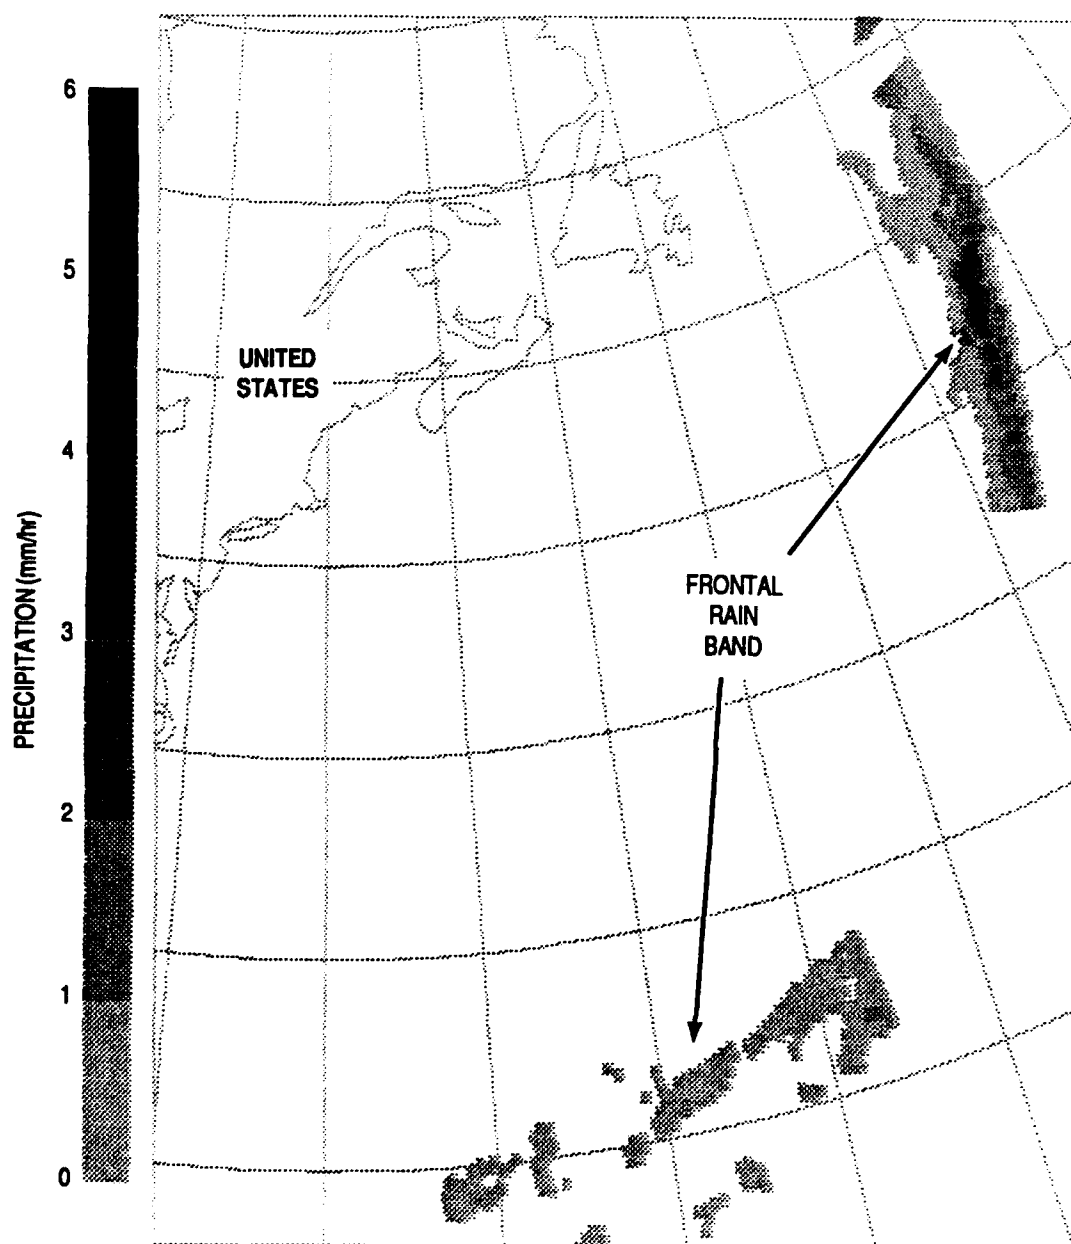 6
5
4
3
2
1
0
PRECIPITATION (mm/hr)
UNITED
STATES
FRONTAL
RAIN
BAND